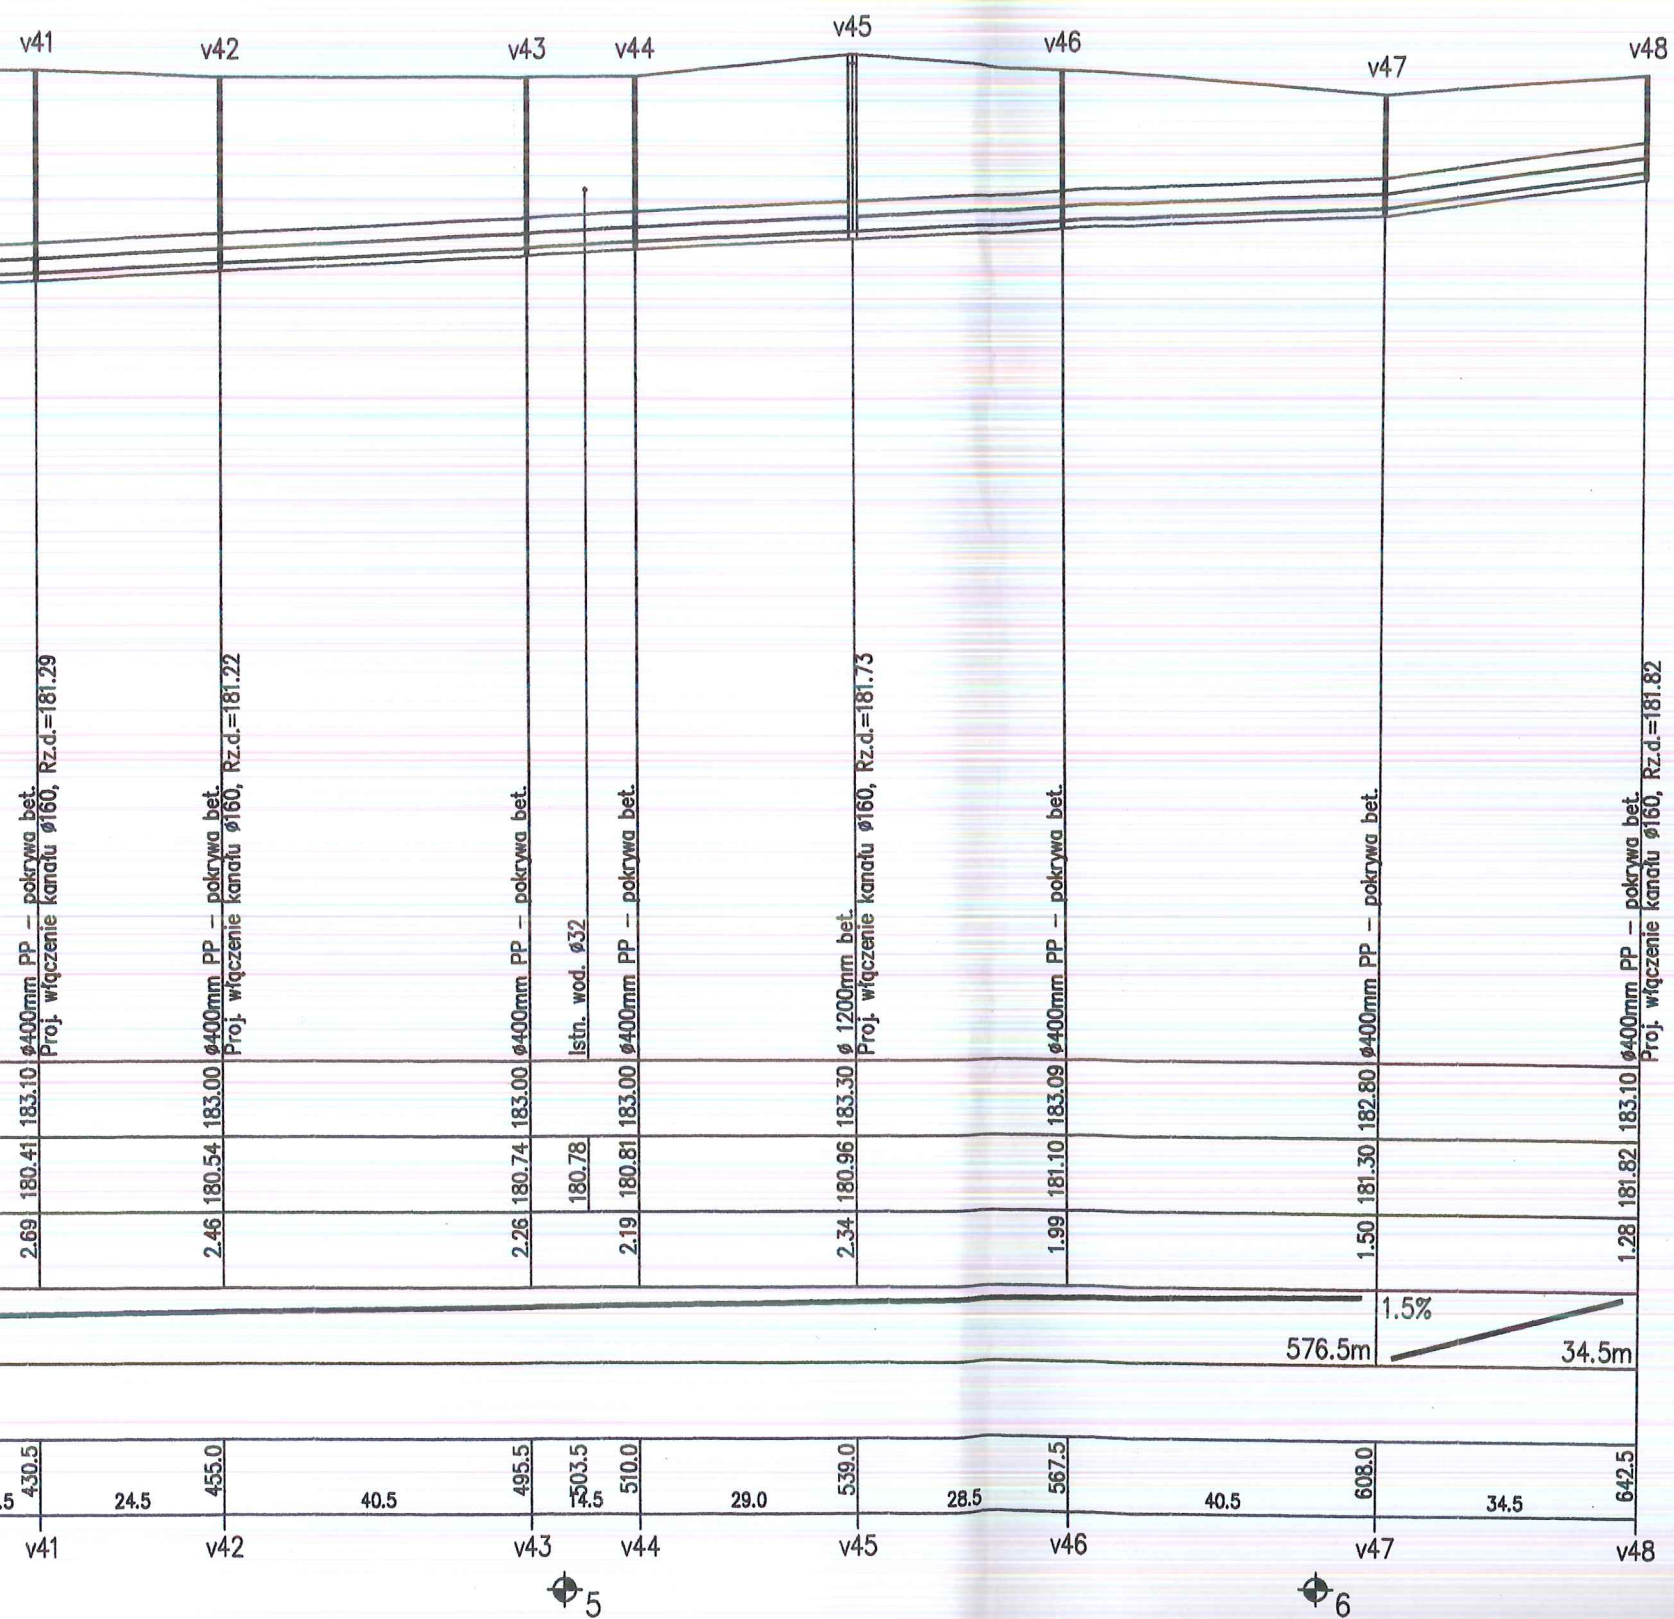 v41
v42
v43
v44
v45
v46
v47
v48
ø400mm PP – pokrywa bet.
Proj. włączenie kanału ø160, Rz.d.=181.29
ø400mm PP – pokrywa bet.
Proj. włączenie kanału ø160, Rz.d.=181.22
ø400mm PP – pokrywa bet.
Istn. wod. ø32
ø400mm PP – pokrywa bet.
ø 1200mm bet.
Proj. włączenie kanału ø160, Rz.d.=181.73
ø400mm PP – pokrywa bet.
ø400mm PP – pokrywa bet.
ø400mm PP – pokrywa bet.
Proj. włączenie kanału ø160, Rz.d.=181.82
183.10 183.00 183.00 183.00 183.30 183.09 182.80 183.10
180.41 180.54 180.74 180.78 180.81 180.96 181.10 181.30 181.82
2.69 2.46 2.26 2.19 2.34 1.99 1.50 1.28
1.5%
576.5m 34.5m
430.5 455.0 495.5 503.5 510.0 539.0 567.5 608.0 642.5
.5 24.5 40.5 14.5 29.0 28.5 40.5 34.5
v41 v42 v43 v44 v45 v46 v47 v48
5 6